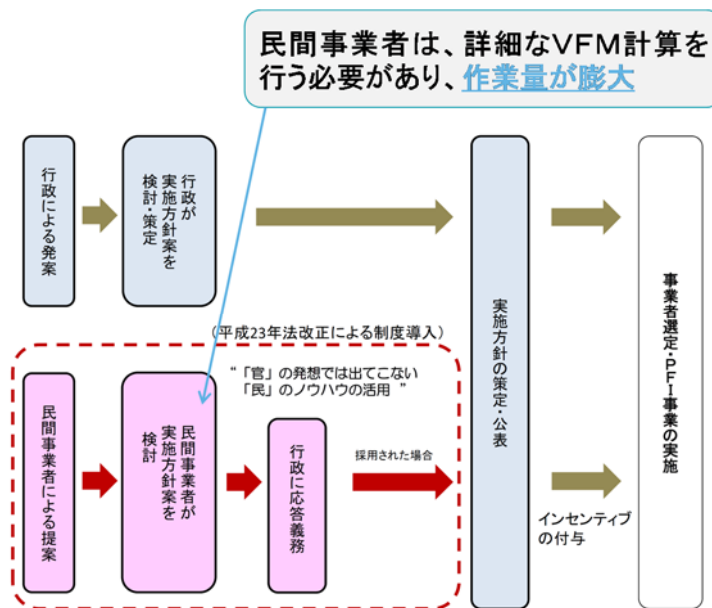 民間事業者は、詳細なVFM計算を
行う必要があり、作業量が膨大
行政による発案
行政が
実施方針案を
検討・策定
(平成23年法改正による制度導入)
“「官」の発想では出てこない
「民」のノウハウの活用 ”
民間事業者による提案
民間事業者が
実施方針案を
検討
行政に応答義務
採用された場合
実施方針の策定・公表
インセンティブ
の付与
事業者選定・PFI事業の実施